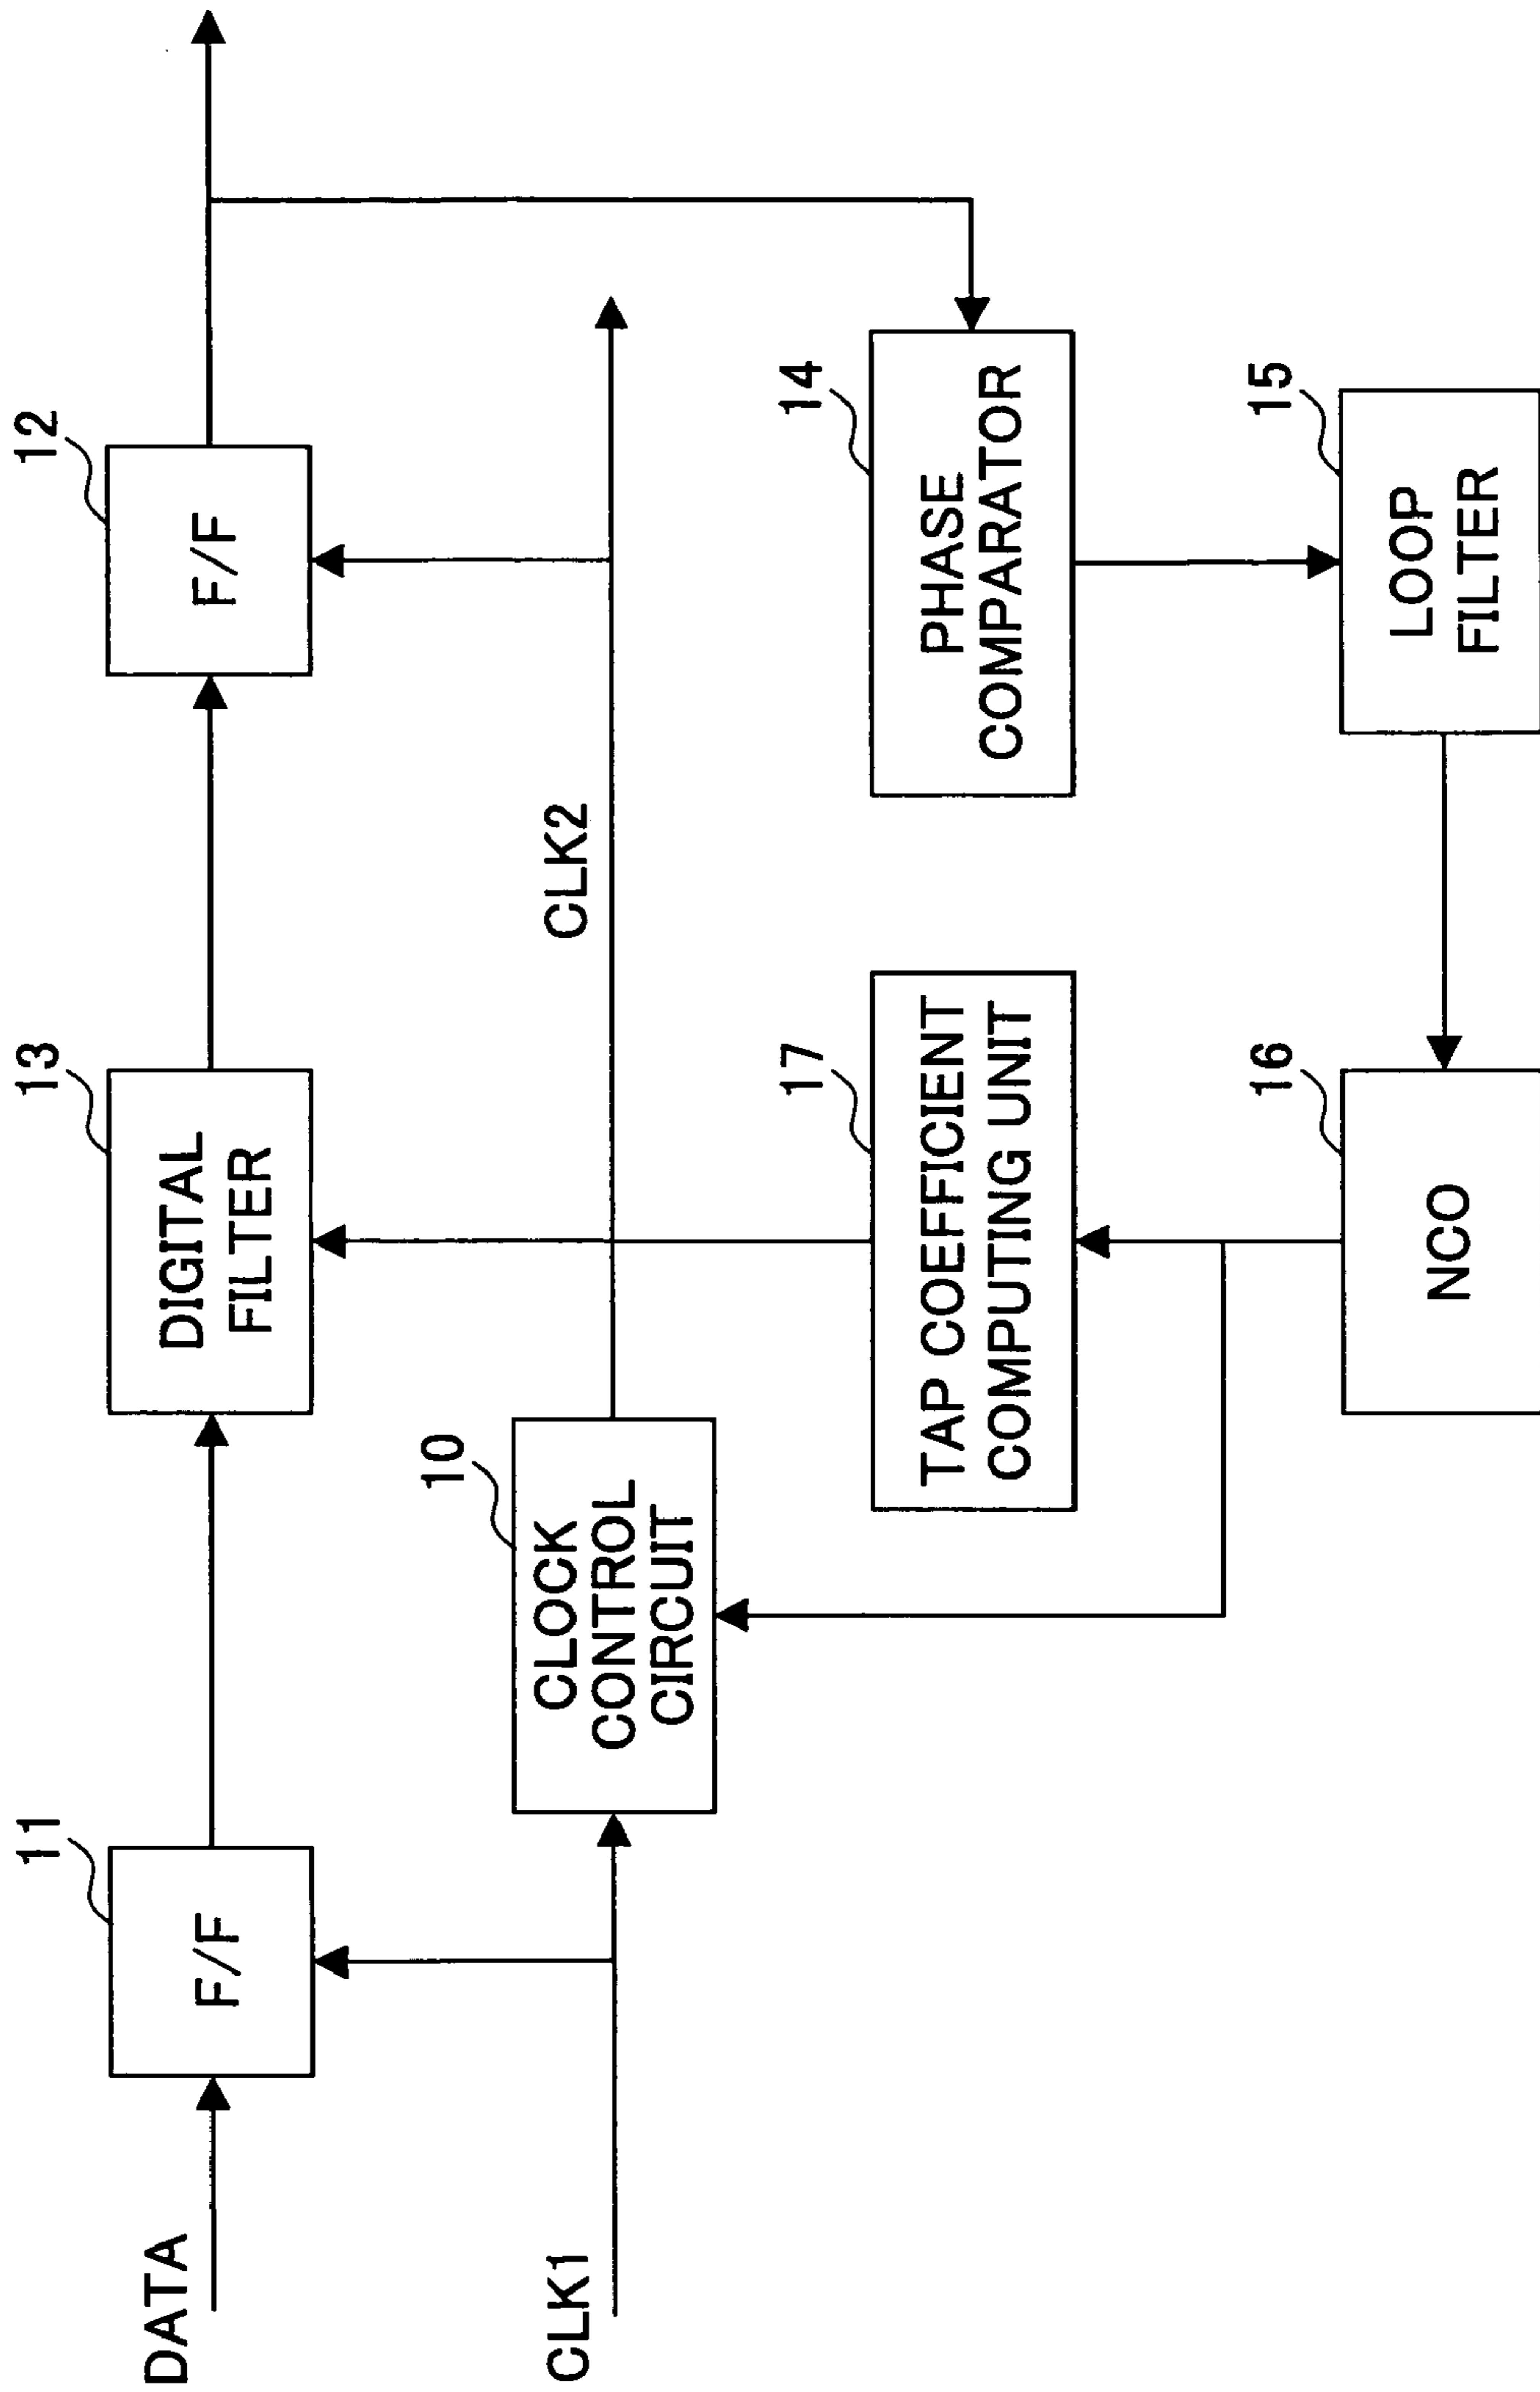 12
F/F
13
DIGITAL
FILTER
11
F/F
DATA
CLK2
10
CLOCK
CONTROL
CIRCUIT
CLK1
14
PHASE
COMPARATOR
17
TAP COEFFICIENT
COMPUTING UNIT
15
LOOP
FILTER
16
NCO